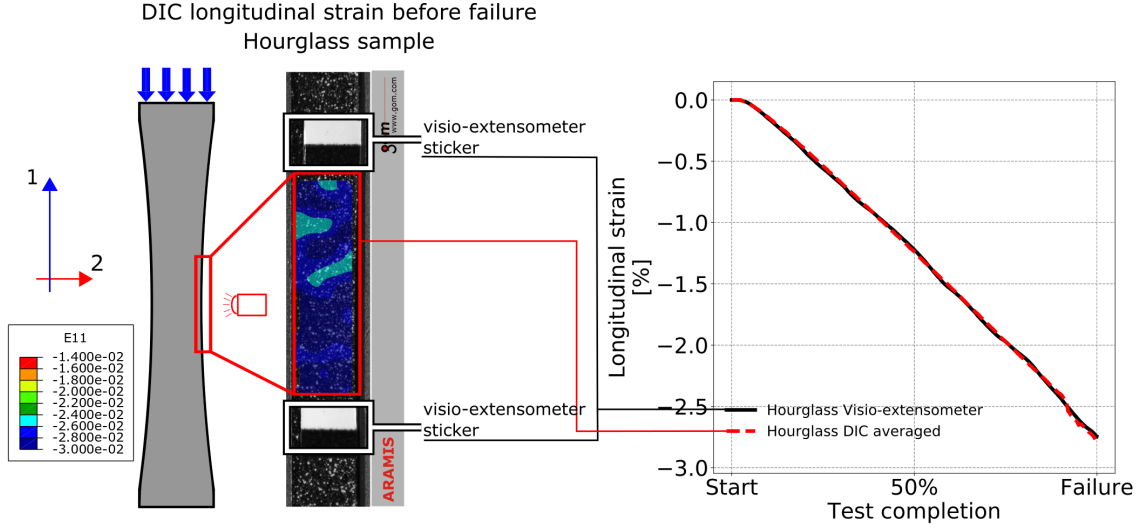 DIC longitudinal strain before failure
Hourglass sample
1
2
E11
-1.400e-02
-1.600e-02
-1.800e-02
-2.000e-02
-2.200e-02
-2.400e-02
-2.600e-02
-2.800e-02
-3.000e-02
www.gom.com
gom
ARAMIS
visio-extensometer
sticker
visio-extensometer
sticker
Longitudinal strain
[%]
0.0
−0.5
−1.0
−1.5
−2.0
−2.5
−3.0
Hourglass Visio-extensometer
Hourglass DIC averaged
Start
50%
Failure
Test completion